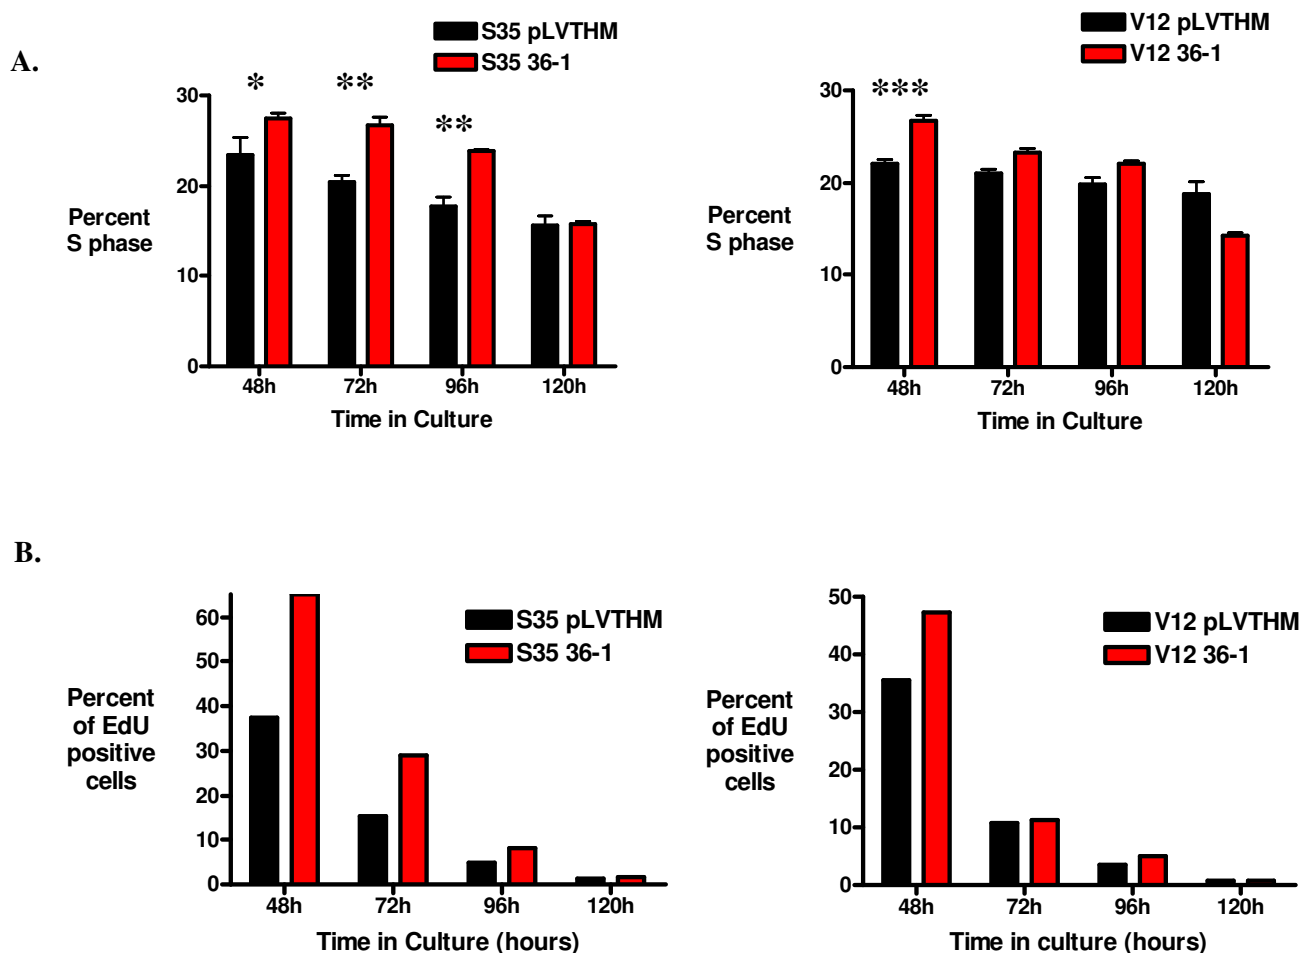 A.
S35 pLVTHM
S35 36-1
*
**
**
30
20
10
0
Percent
S phase
48h
72h
96h
120h
Time in Culture
V12 pLVTHM
V12 36-1
***
30
20
10
0
Percent
S phase
48h
72h
96h
120h
Time in Culture
B.
S35 pLVTHM
S35 36-1
60
50
40
30
20
10
0
Percent
of EdU
positive
cells
48h
72h
96h
120h
Time in Culture (hours)
V12 pLVTHM
V12 36-1
50
40
30
20
10
0
Percent
of EdU
positive
cells
48h
72h
96h
120h
Time in culture (hours)